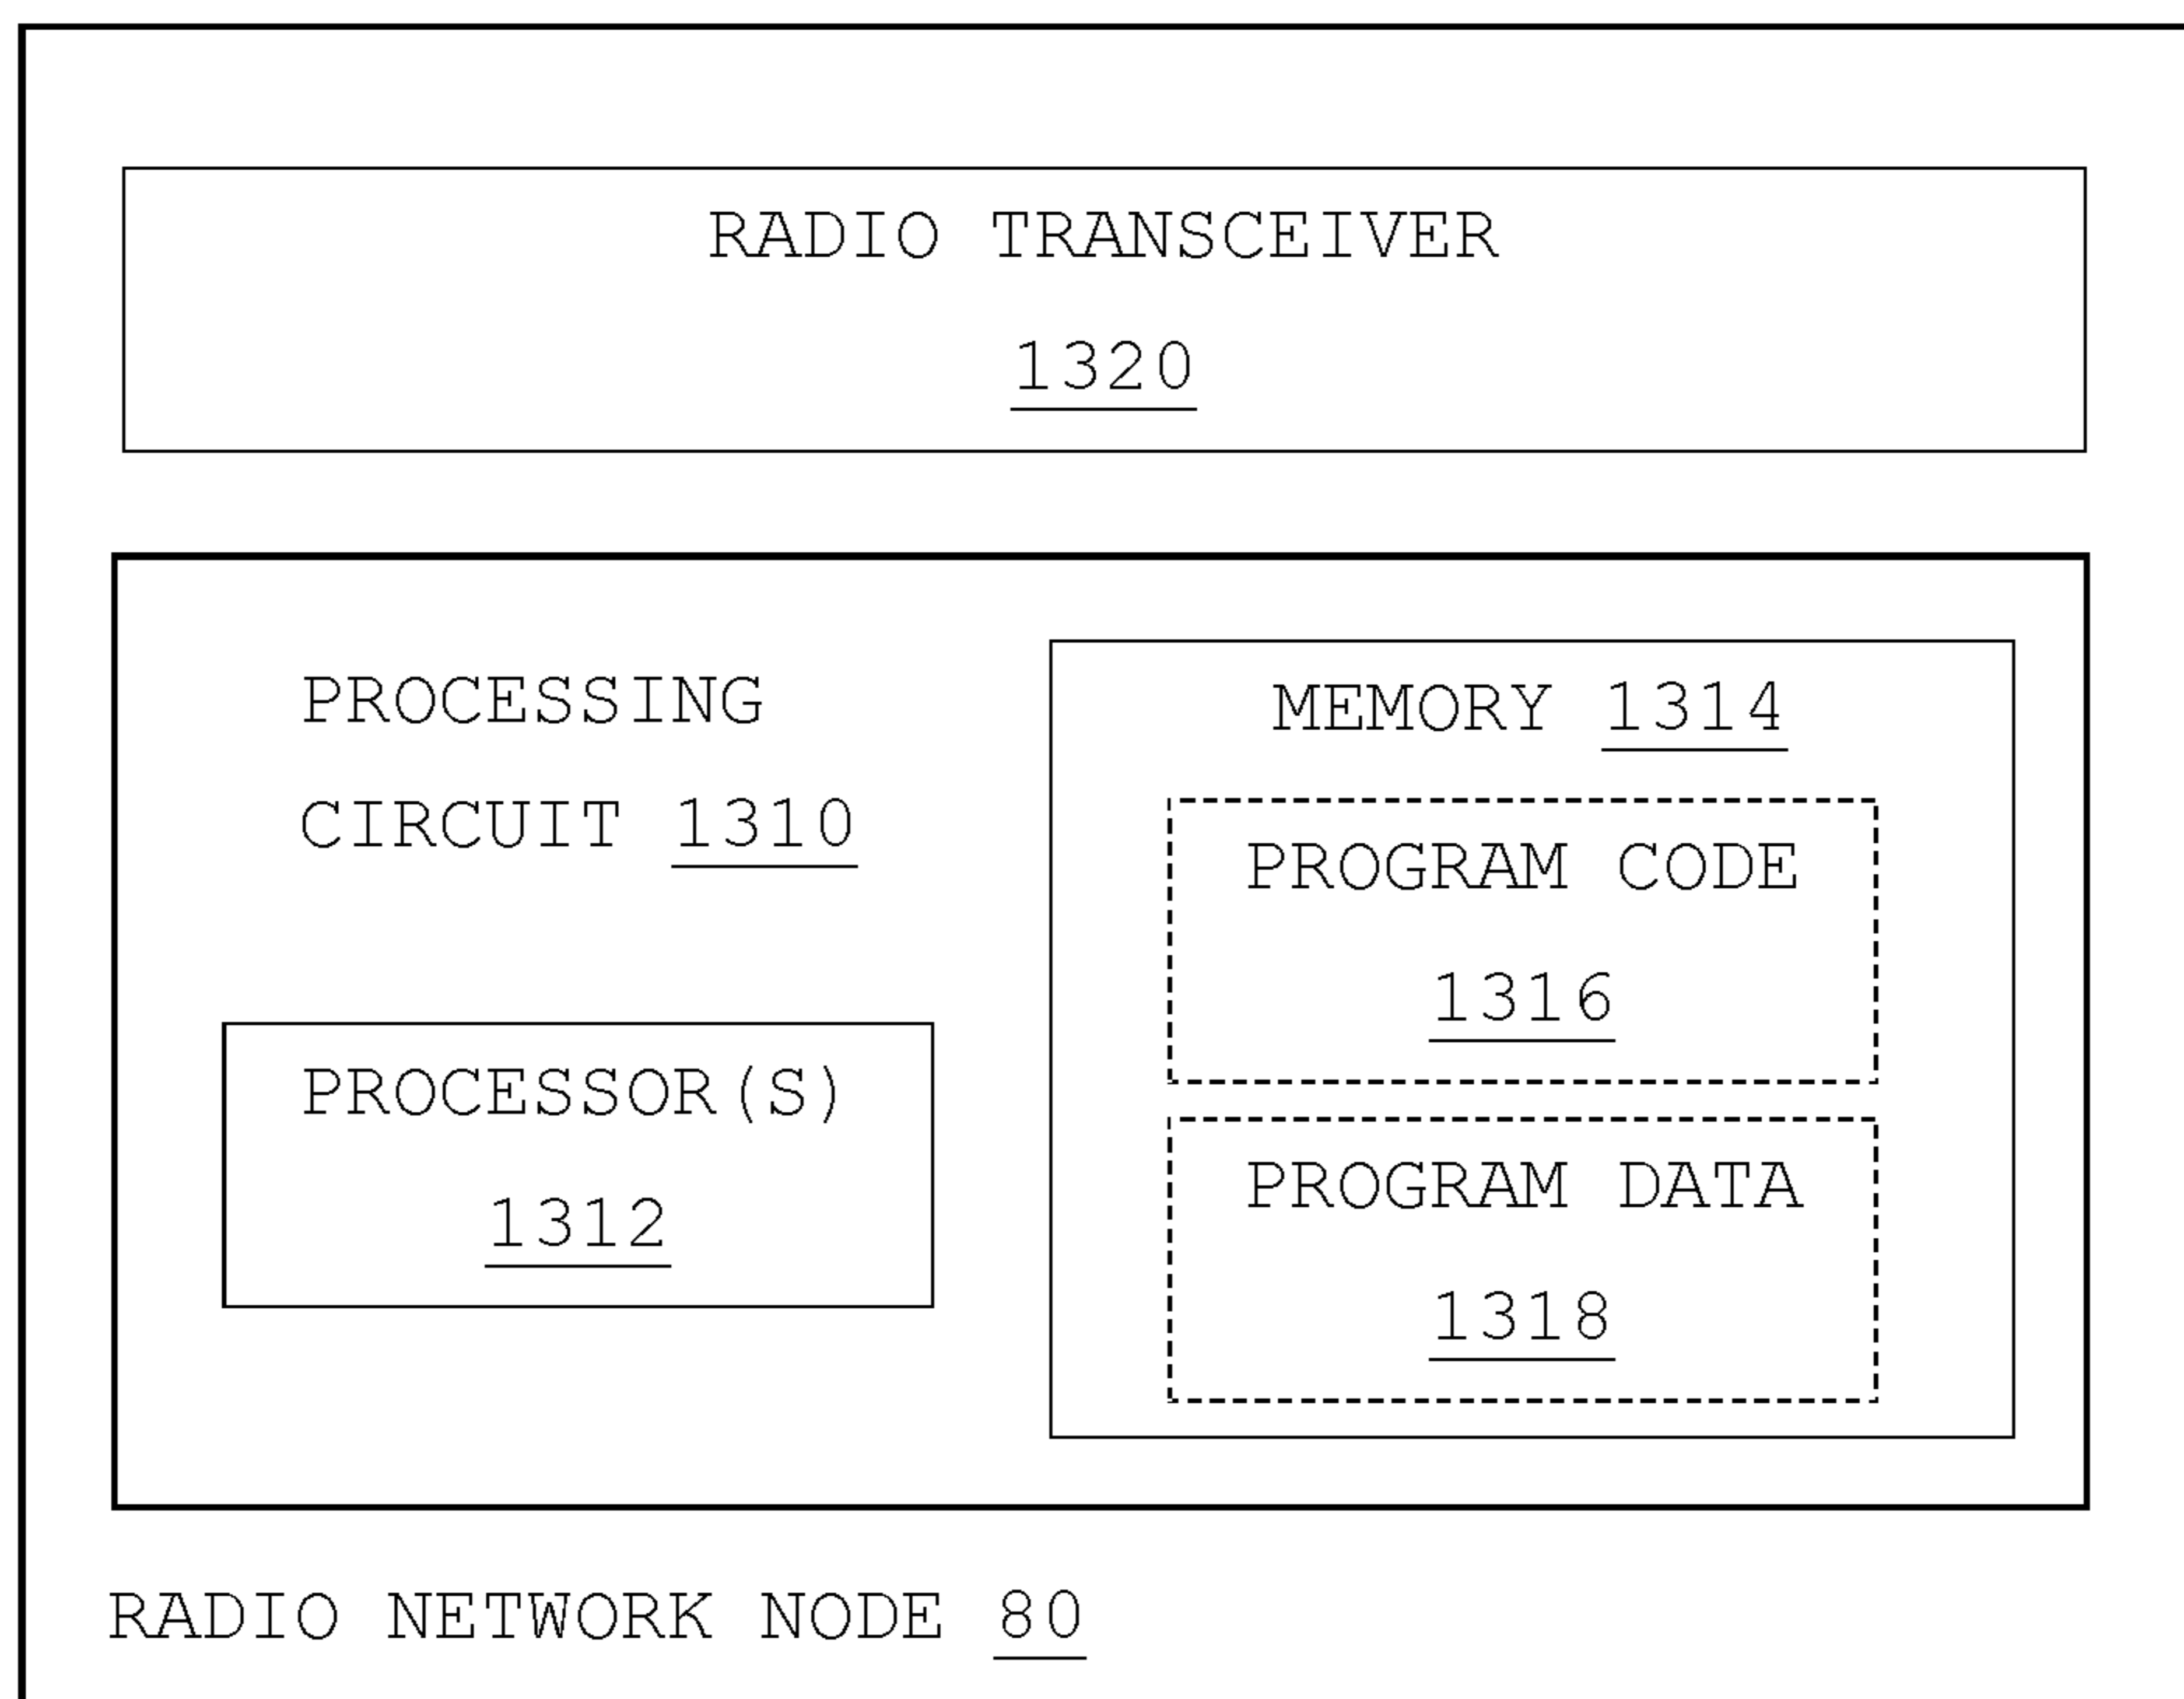 RADIO TRANSCEIVER
1320
PROCESSING
CIRCUIT 1310
PROCESSOR(S)
1312
MEMORY 1314
PROGRAM CODE
1316
PROGRAM DATA
1318
RADIO NETWORK NODE 80